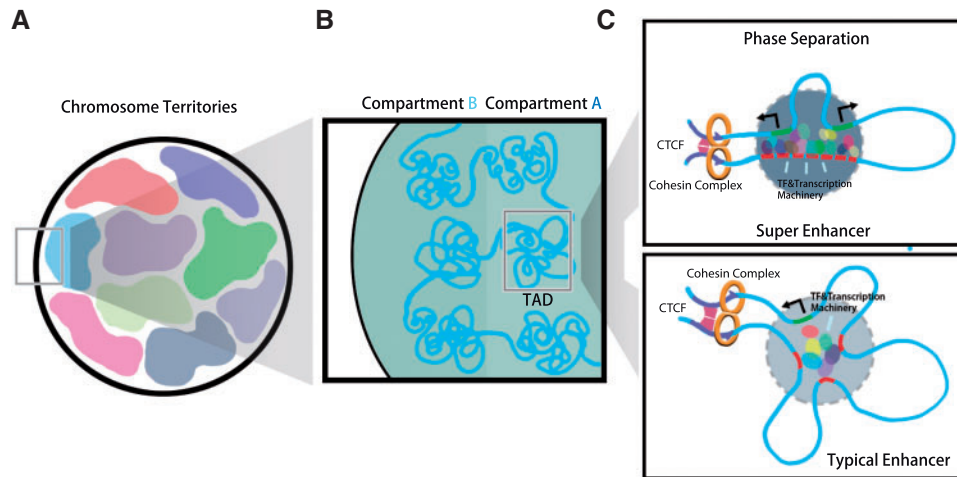 A
B
C
Chromosome Territories
Compartment B Compartment A
TAD
Phase Separation
CTCF
Cohesin Complex
TF&Transcription
Machinery
Super Enhancer
Cohesin Complex
CTCF
TF&Transcription
Machinery
Typical Enhancer